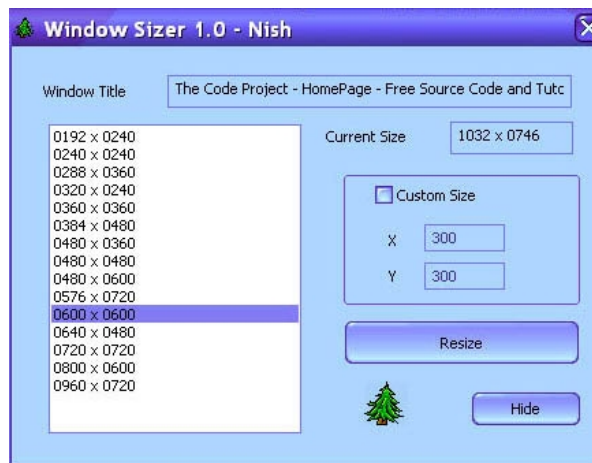 Window Sizer 1.0 - Nish
Window Title
The Code Project - HomePage - Free Source Code and Tutc
0192 x 0240
0240 x 0240
0288 x 0360
0320 x 0240
0360 x 0360
0384 x 0480
0480 x 0360
0480 x 0480
0480 x 0600
0576 x 0720
0600 x 0600
0640 x 0480
0720 x 0720
0800 x 0600
0960 x 0720
Current Size
1032 x 0746
Custom Size
X
300
Y
300
Resize
Hide